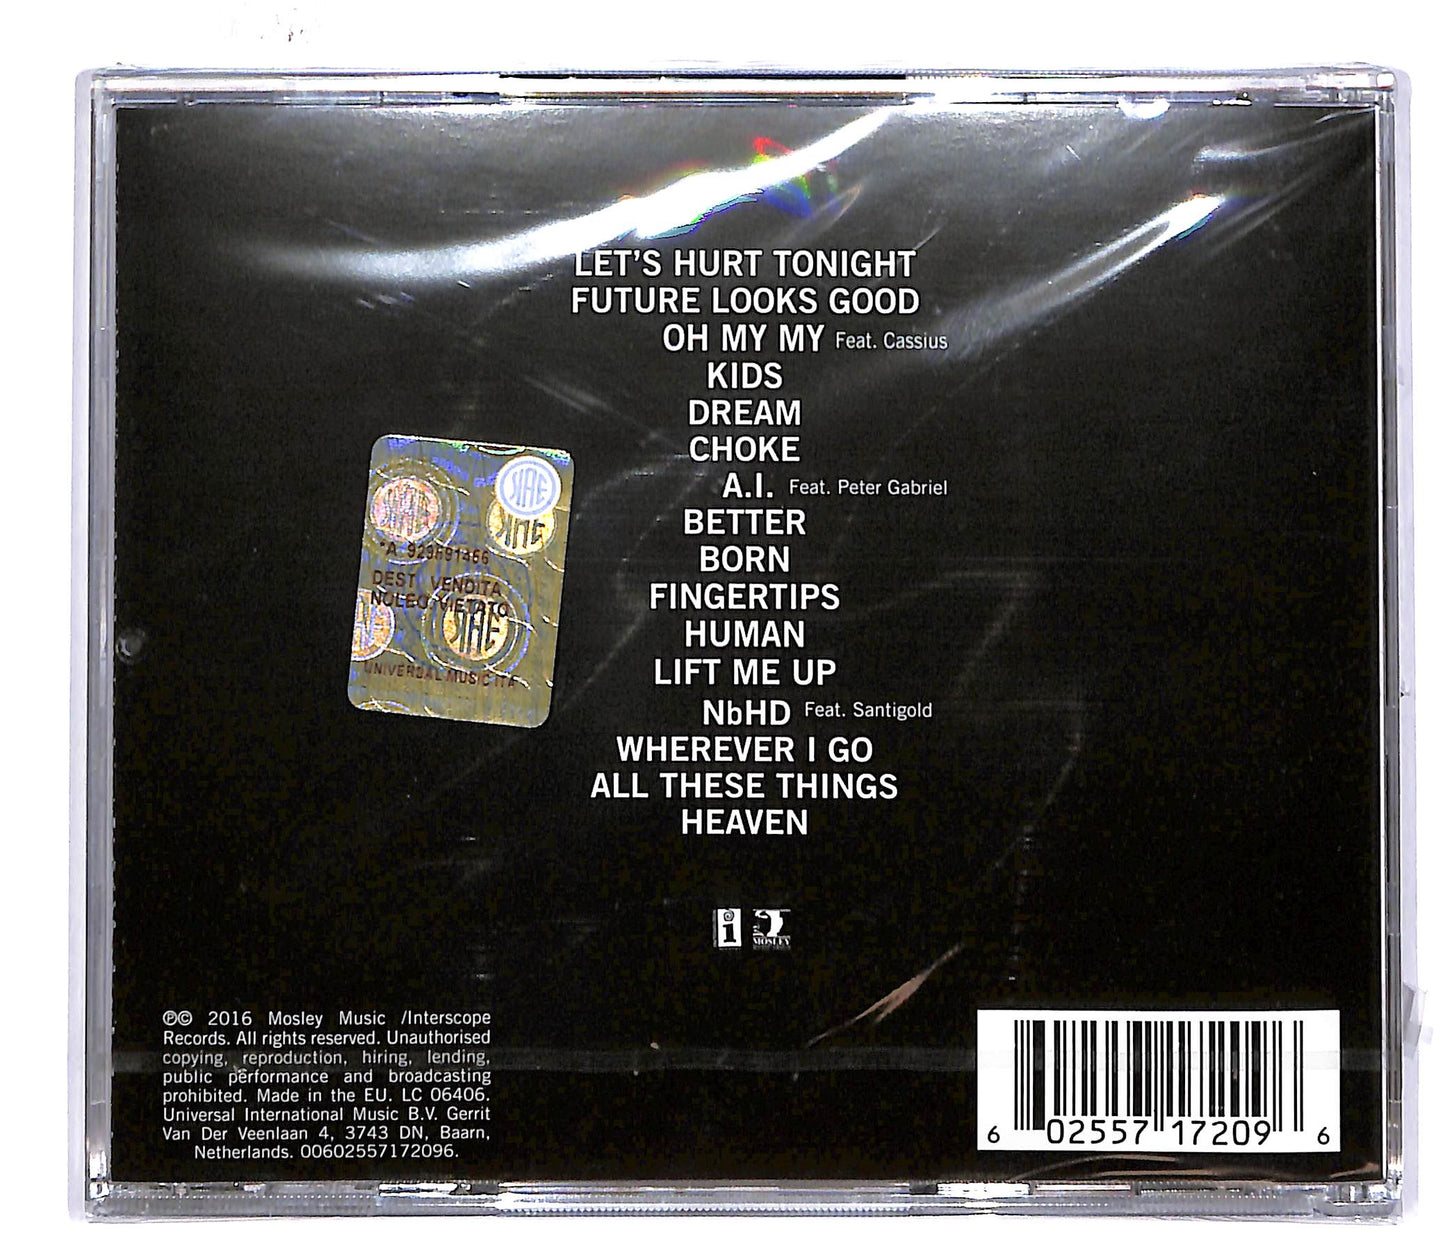 LET'S HURT TONIGHT
FUTURE LOOKS GOOD
OH MY MY Feat. Cassius
KIDS
DREAM
CHOKE
A.I. Feat. Peter Gabriel
BETTER
BORN
FINGERTIPS
HUMAN
LIFT ME UP
NbHD Feat. Santigold
WHEREVER I GO
ALL THESE THINGS
HEAVEN
DEST VENDITA
NOLEO VIETATO
UNIVERSAL MUSIC ITA
i
MOSLEY
℗© 2016 Mosley Music /Interscope
Records. All rights reserved. Unauthorised
copying, reproduction, hiring, lending,
public performance and broadcasting
prohibited. Made in the EU. LC 06406.
Universal International Music B.V. Gerrit
Van Der Veenlaan 4, 3743 DN, Baarn,
Netherlands. 00602557172096.
6 02557 17209 6